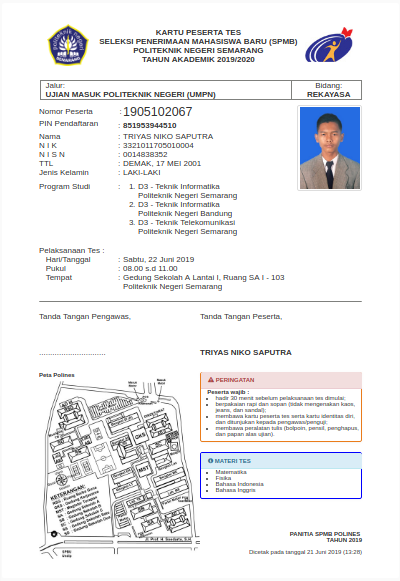 KARTU PESERTA TES
SELEKSI PENERIMAAN MAHASISWA BARU (SPMB)
POLITEKNIK NEGERI SEMARANG
TAHUN AKADEMIK 2019/2020
Jalur:
UJIAN MASUK POLITEKNIK NEGERI (UMPN)
Bidang:
REKAYASA
Nomor Peserta : 1905102067
PIN Pendaftaran : 851953944510
Nama : TRIYAS NIKO SAPUTRA
N I K : 3321011705010004
N I S N : 0014838352
TTL : DEMAK, 17 MEI 2001
Jenis Kelamin : LAKI-LAKI
Program Studi : 1. D3 - Teknik Informatika
Politeknik Negeri Semarang
2. D3 - Teknik Informatika
Politeknik Negeri Bandung
3. D3 - Teknik Telekomunikasi
Politeknik Negeri Semarang
Pelaksanaan Tes :
Hari/Tanggal : Sabtu, 22 Juni 2019
Pukul : 08.00 s.d 11.00
Tempat : Gedung Sekolah A Lantai I, Ruang SA I - 103
Politeknik Negeri Semarang
Tanda Tangan Pengawas,
Tanda Tangan Peserta,
..............................
TRIYAS NIKO SAPUTRA
Peta Polines
PERINGATAN
Peserta wajib :
hadir 30 menit sebelum pelaksanaan tes dimulai;
berpakaian rapi dan sopan (tidak mengenakan kaos,
jeans, dan sandal);
membawa kartu peserta tes serta kartu identitas diri,
dan ditunjukan kepada pengawas/penguji;
membawa peralatan tulis (bolpoin, pensil, penghapus,
dan papan alas ujian).
MATERI TES
Matematika
Fisika
Bahasa Indonesia
Bahasa Inggris
KETERANGAN:
PANITIA SPMB POLINES
TAHUN 2019
Dicetak pada tanggal 21 Juni 2019 (13:28)